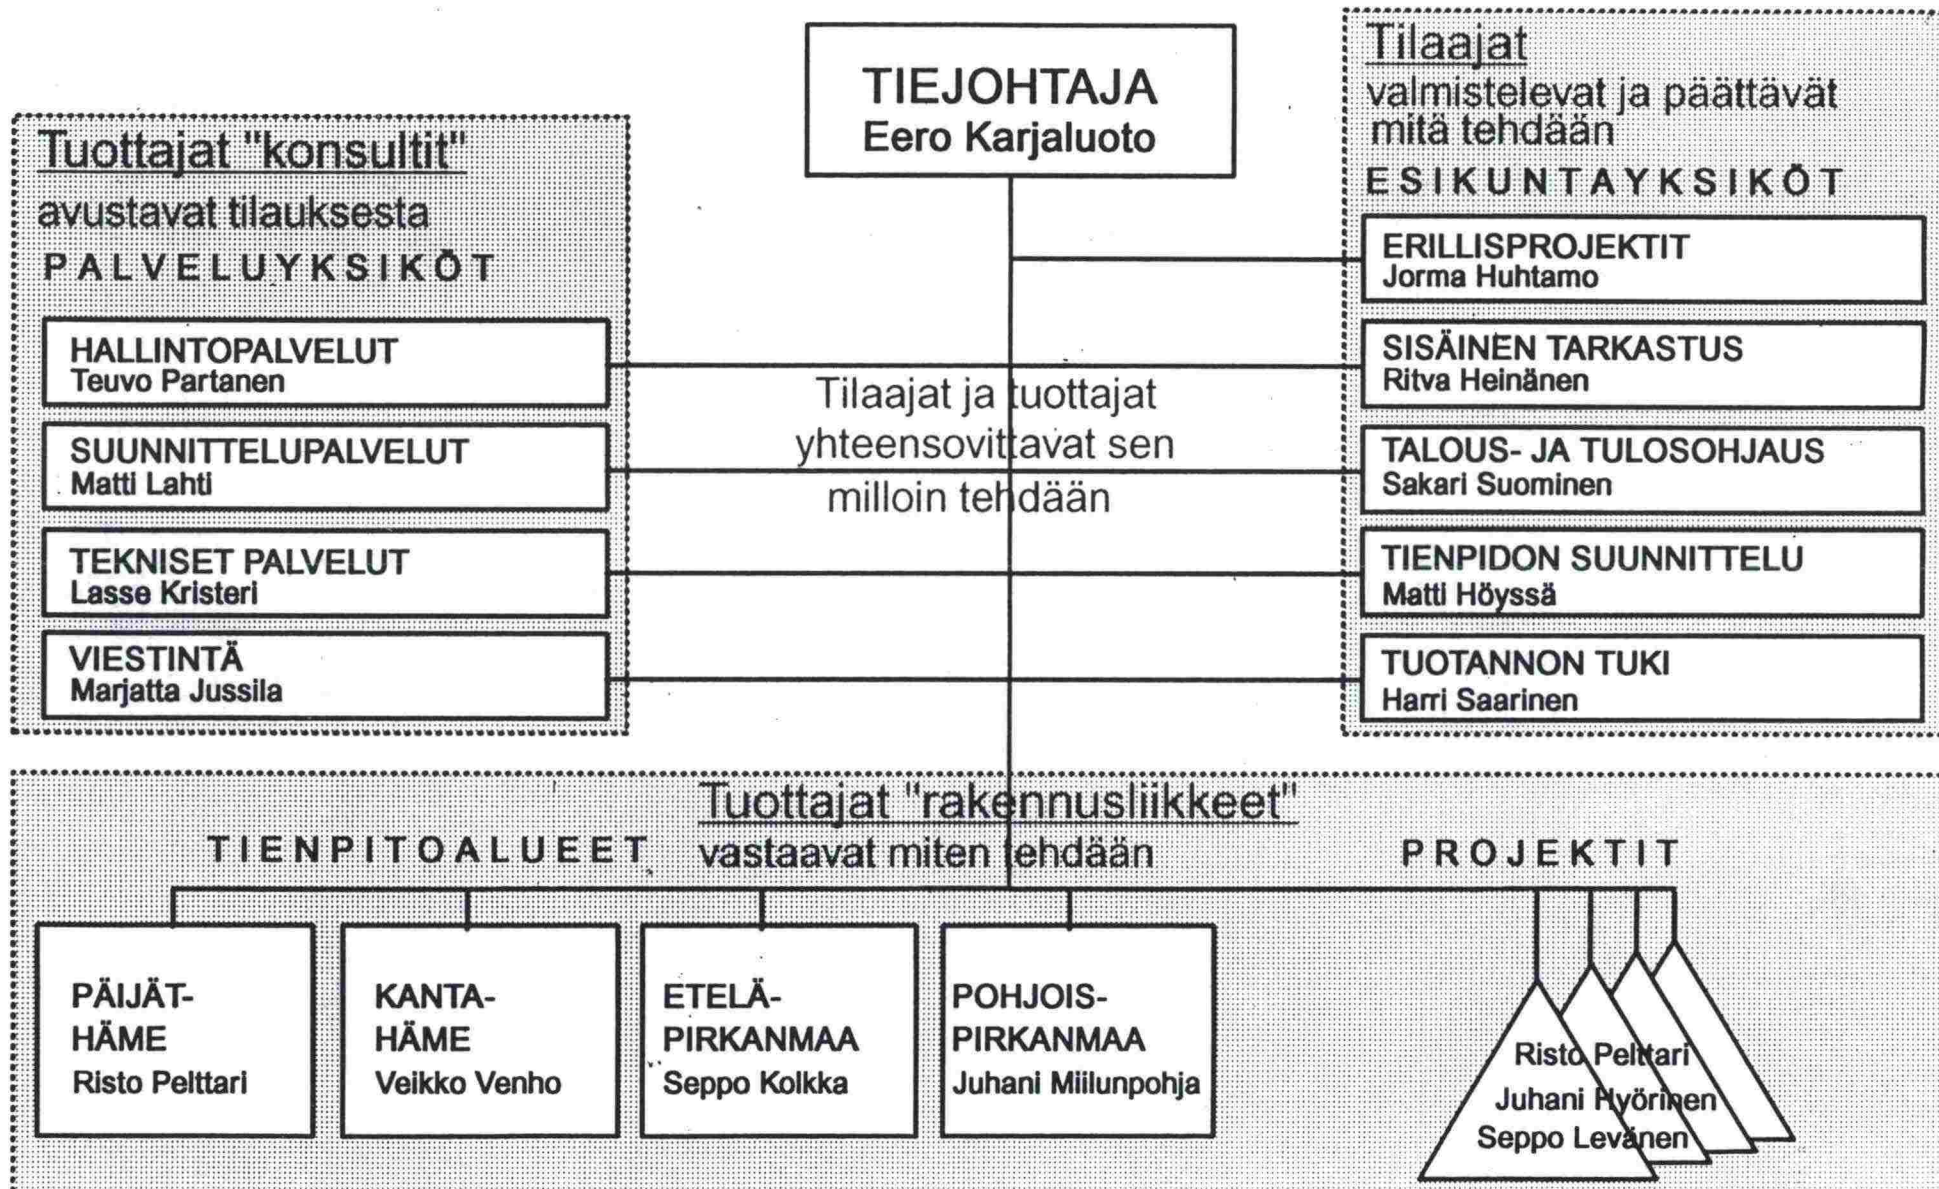 TIEJOHTAJA
Eero Karjaluoto
Tuottajat "konsultit"
avustavat tilauksesta
PALVELUYKSIKÖT
HALLINTOPALVELUT
Teuvo Partanen
SUUNNITTELUPALVELUT
Matti Lahti
TEKNISET PALVELUT
Lasse Kristeri
VIESTINTÄ
Marjatta Jussila
Tilaajat ja tuottajat
yhteensovittavat sen
milloin tehdään
Tilaajat
valmistelevat ja päättävät
mitä tehdään
ESIKUNTAYKSIKÖT
ERILLISPROJEKTIT
Jorma Huhtamo
SISÄINEN TARKASTUS
Ritva Heinänen
TALOUS- JA TULOSOHJAUS
Sakari Suominen
TIENPIDON SUUNNITTELU
Matti Höyssä
TUOTANNON TUKI
Harri Saarinen
Tuottajat "rakennusliikkeet"
vastaavat miten tehdään
TIENPITOALUEET
PÄIJÄT-
HÄME
Risto Pelttari
KANTA-
HÄME
Veikko Venho
ETELÄ-
PIRKANMAA
Seppo Kolkka
POHJOIS-
PIRKANMAA
Juhani Miilunpohja
PROJEKTIT
Risto Pelttari
Juhani Hyörinen
Seppo Levänen